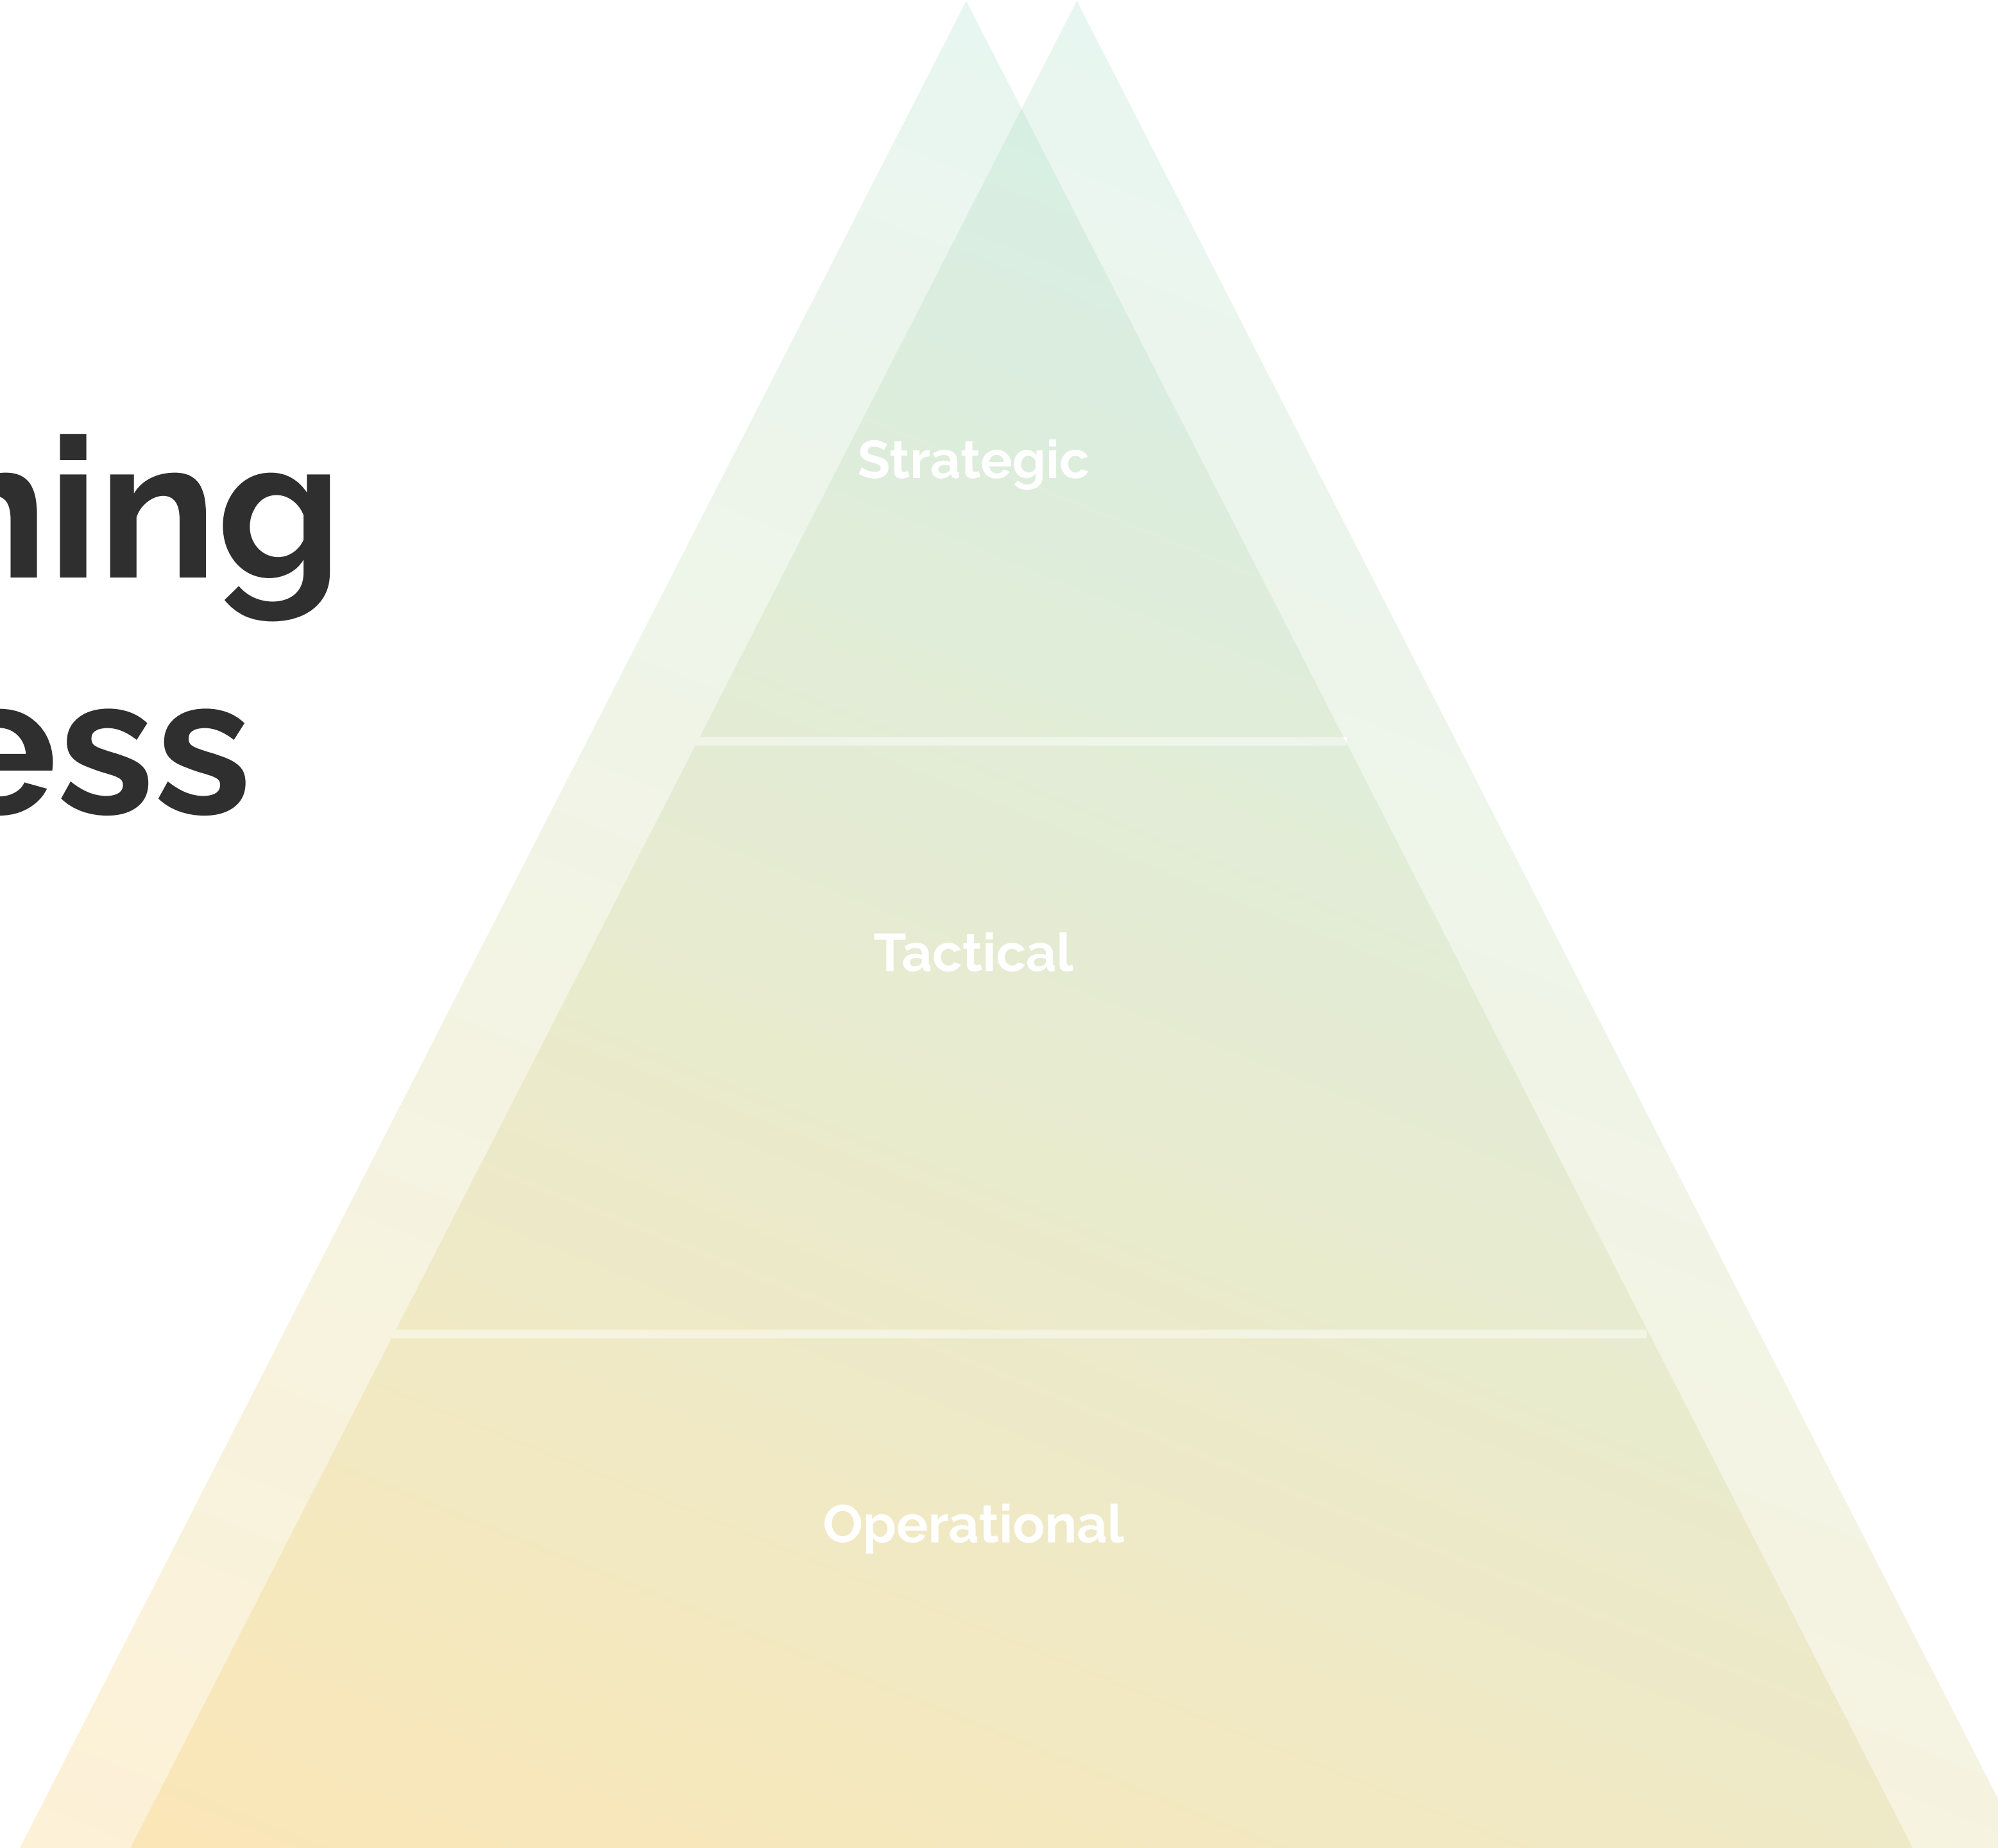 ning
ess
Strategic
Tactical
Operational